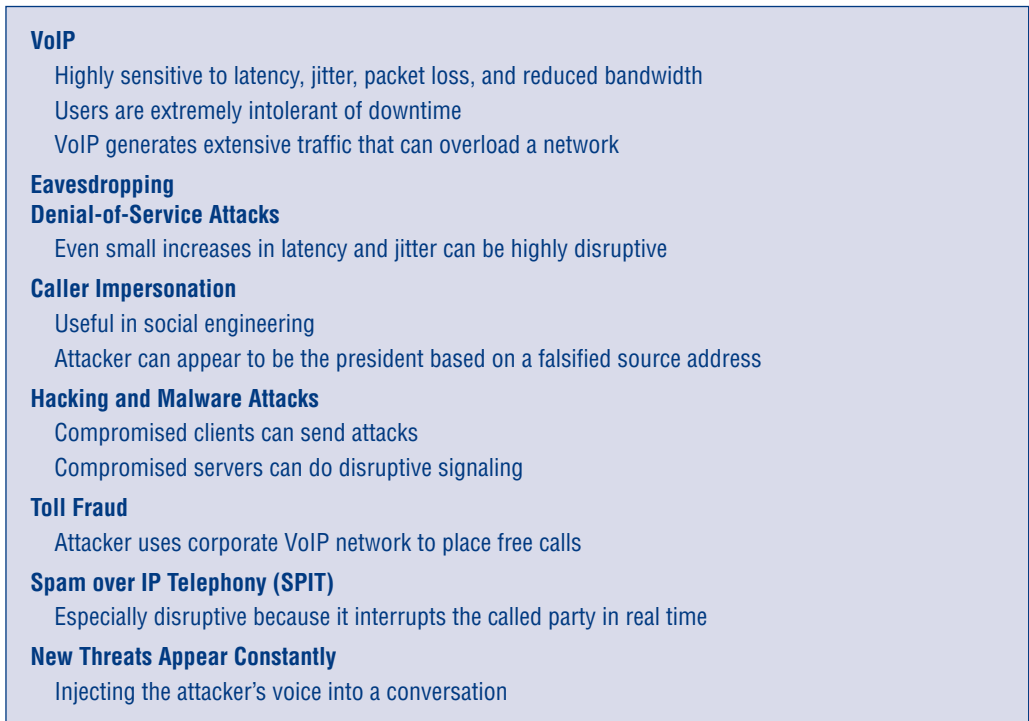 VoIP
Highly sensitive to latency, jitter, packet loss, and reduced bandwidth
Users are extremely intolerant of downtime
VoIP generates extensive traffic that can overload a network
Eavesdropping
Denial-of-Service Attacks
Even small increases in latency and jitter can be highly disruptive
Caller Impersonation
Useful in social engineering
Attacker can appear to be the president based on a falsified source address
Hacking and Malware Attacks
Compromised clients can send attacks
Compromised servers can do disruptive signaling
Toll Fraud
Attacker uses corporate VoIP network to place free calls
Spam over IP Telephony (SPIT)
Especially disruptive because it interrupts the called party in real time
New Threats Appear Constantly
Injecting the attacker’s voice into a conversation